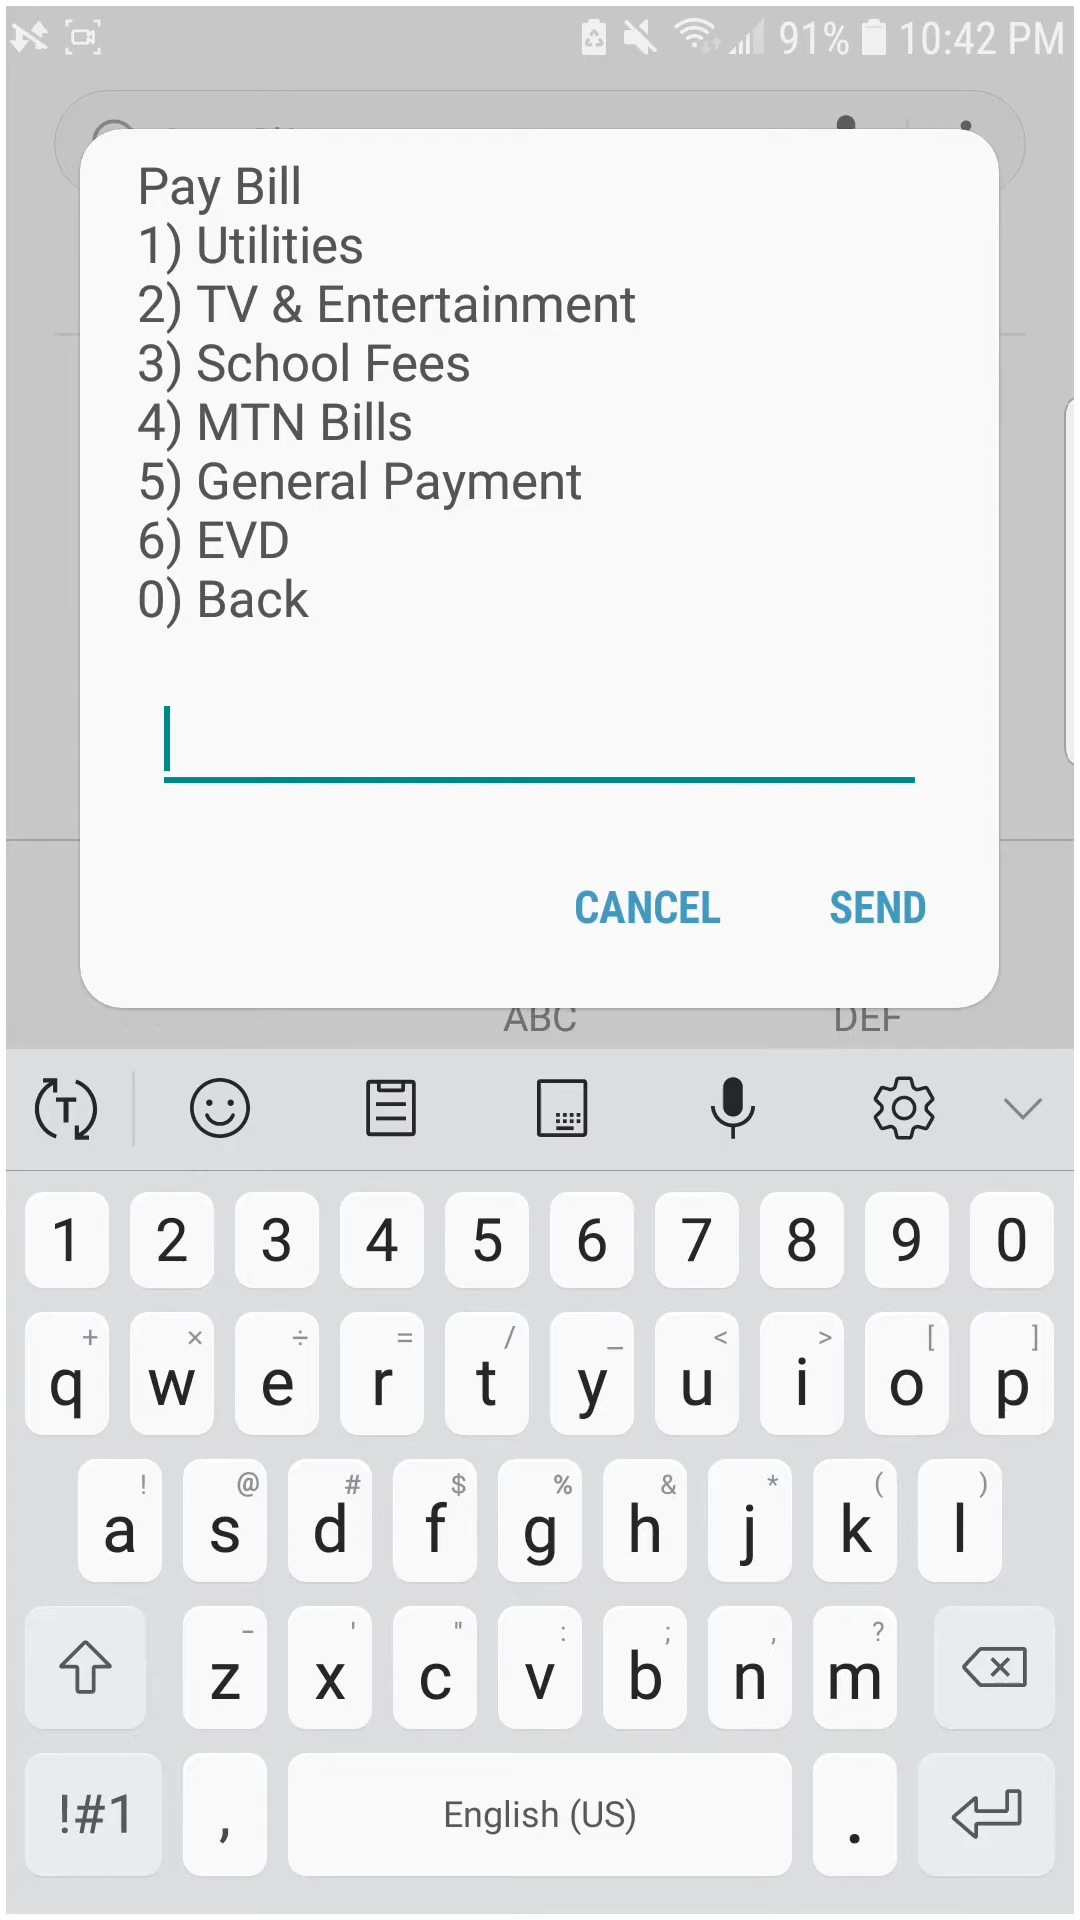 91% 10:42 PM
Pay Bill
1) Utilities
2) TV & Entertainment
3) School Fees
4) MTN Bills
5) General Payment
6) EVD
0) Back
CANCEL SEND
ABC DEF
T
1 2 3 4 5 6 7 8 9 0
+ × ÷ = / _ < > [ ]
q w e r t y u i o p
! @ # $ % & * ( )
a s d f g h j k l
- ' " : ; , ?
z x c v b n m
!#1 , English (US) .